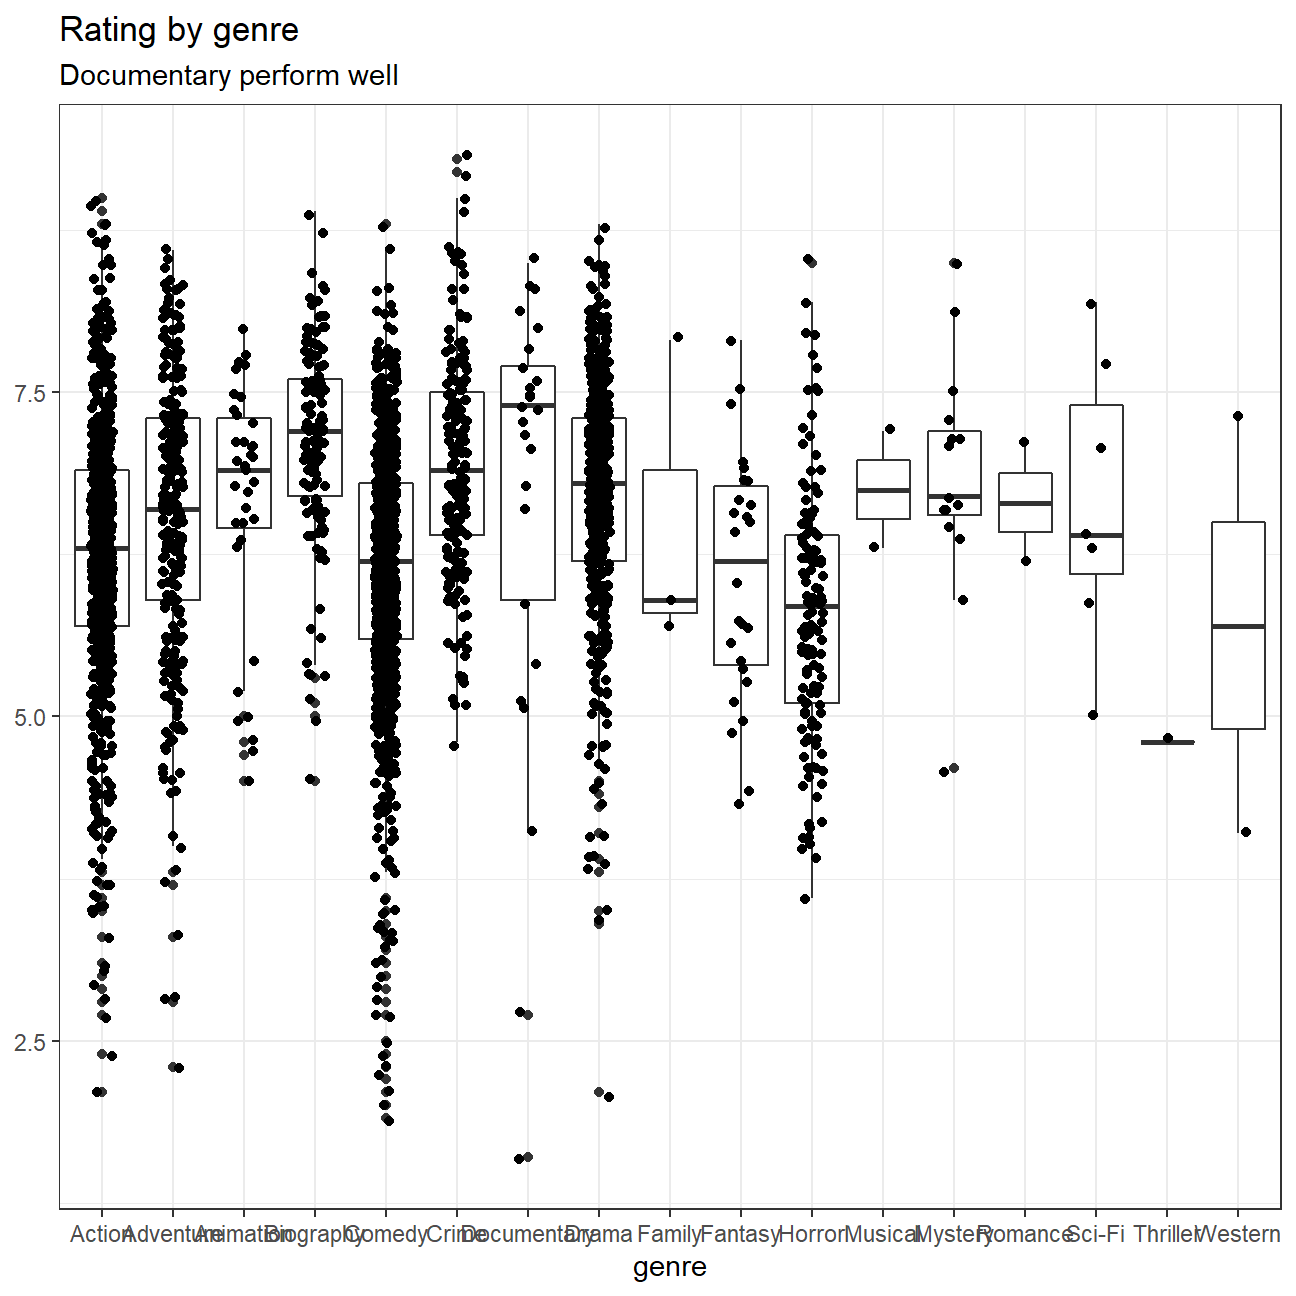 Rating by genre
Documentary perform well
7.5
5.0
2.5
Action Adventure Animation Biography Comedy Crime Documentary Drama Family Fantasy Horror Musical Mystery Romance Sci-Fi Thriller Western
genre